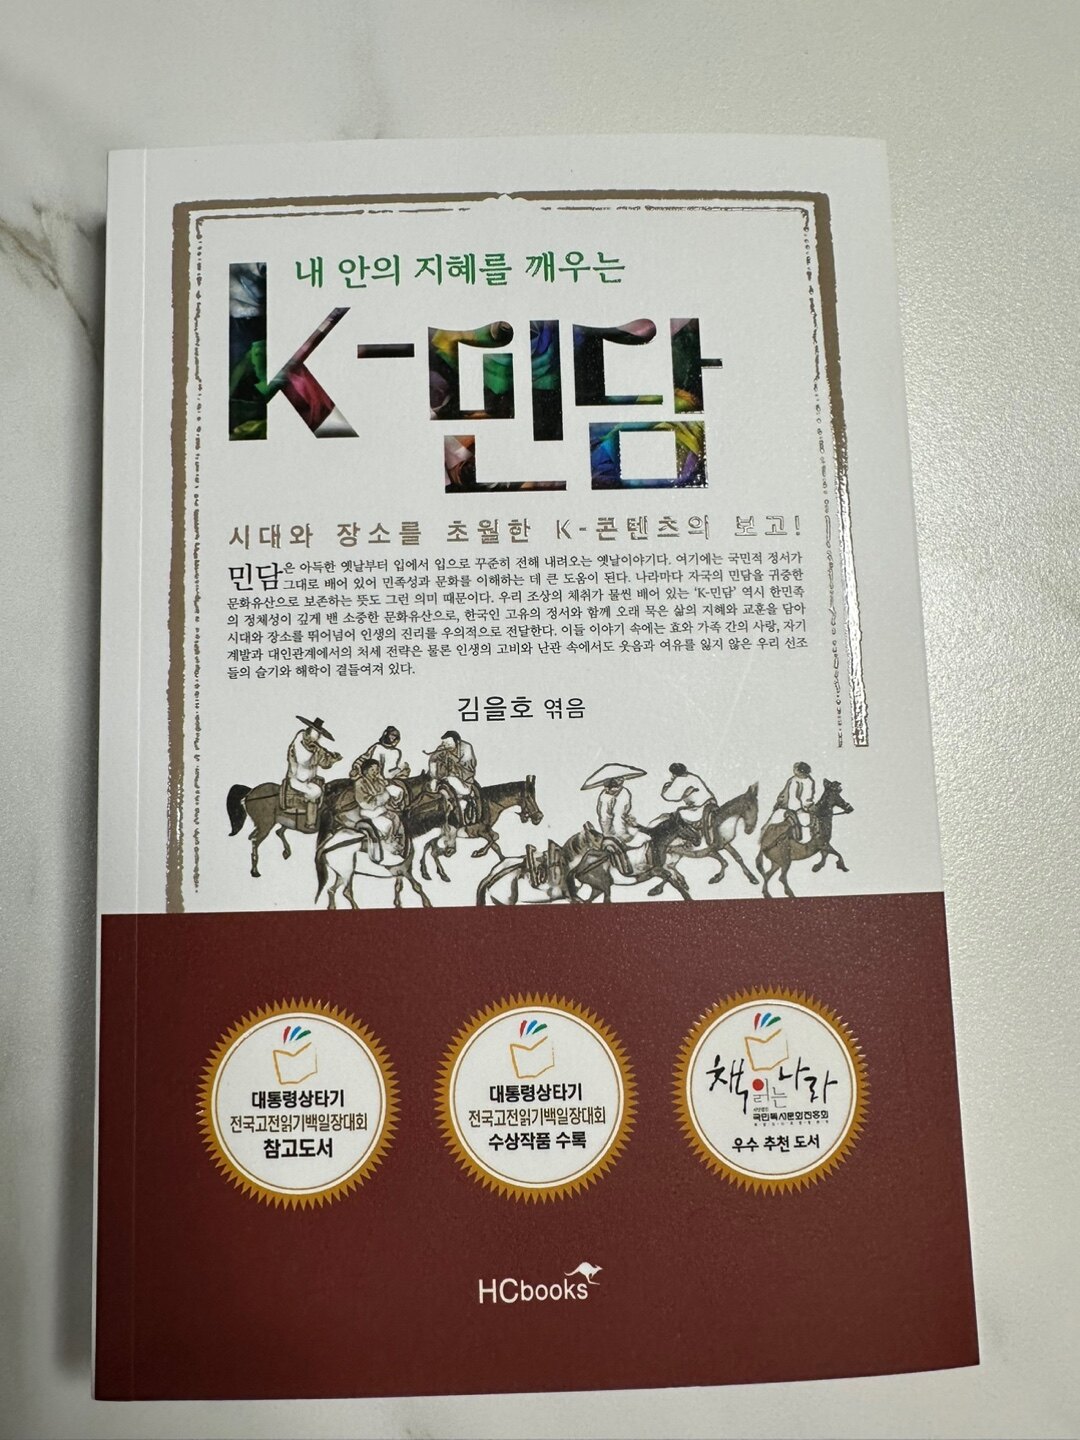 내 안의 지혜를 깨우는
K-민담
시대와 장소를 초월한 K-콘텐츠의 보고!
민담은 아득한 옛날부터 입에서 입으로 꾸준히 전해 내려오는 옛날이야기다. 여기에는 국민적 정서가
그대로 배어 있어 민족성과 문화를 이해하는 데 큰 도움이 된다. 나라마다 자국의 민담을 귀중한
문화유산으로 보존하는 뜻도 그런 의미 때문이다. 우리 조상의 체취가 물씬 배어 있는 ‘K-민담’ 역시 한민족
의 정체성이 깊게 밴 소중한 문화유산으로, 한국인 고유의 정서와 함께 오래 묵은 삶의 지혜와 교훈을 담아
시대와 장소를 뛰어넘어 인생의 진리를 우의적으로 전달한다. 이들 이야기 속에는 효와 가족 간의 사랑, 자기
계발과 대인관계에서의 처세 전략은 물론 인생의 고비와 난관 속에서도 웃음과 여유를 잃지 않은 우리 선조
들의 슬기와 해학이 곁들여져 있다.
김을호 엮음
대통령상타기
전국고전읽기백일장대회
참고도서
대통령상타기
전국고전읽기백일장대회
수상작품 수록
책 읽는 나라
사단법인
국민독서문화진흥회
우수 추천 도서
HCbooks